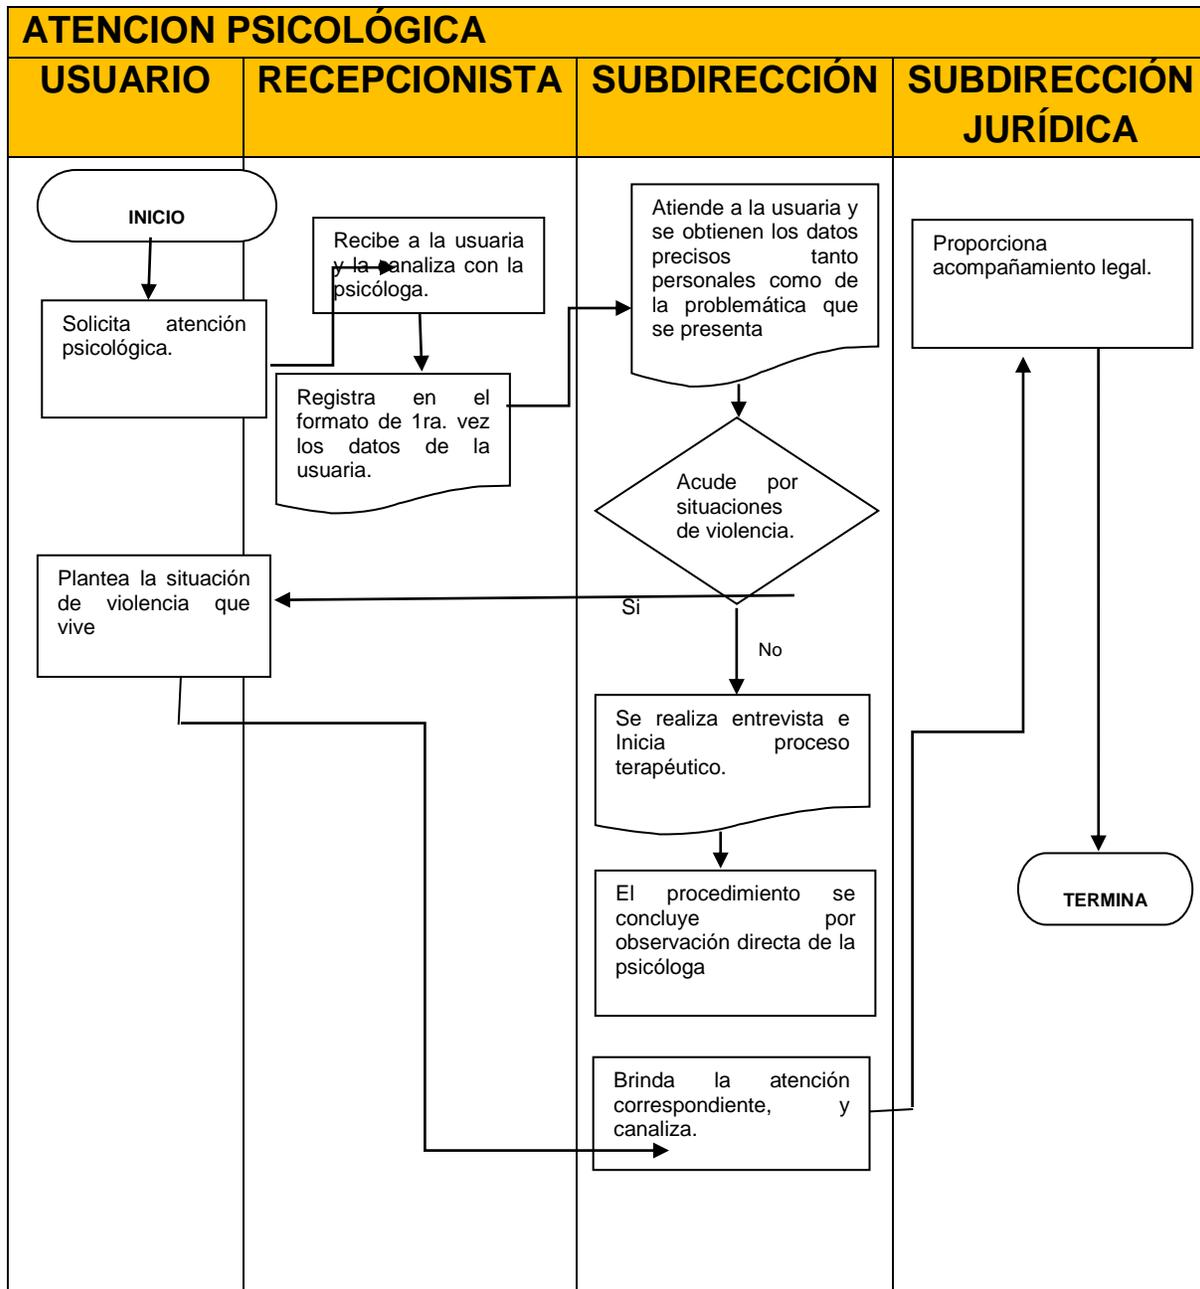 ATENCION PSICOLÓGICA
USUARIO
RECEPCIONISTA
SUBDIRECCIÓN
SUBDIRECCIÓN
JURÍDICA
INICIO
Solicita atención
psicológica.
Recibe a la usuaria
y la canaliza con la
psicóloga.
Registra en el
formato de 1ra. vez
los datos de la
usuaria.
Atiende a la usuaria y
se obtienen los datos
precisos tanto
personales como de
la problemática que
se presenta
Proporciona
acompañamiento legal.
Acude por
situaciones
de violencia.
Plantea la situación
de violencia que
vive
Si
No
Se realiza entrevista e
Inicia proceso
terapéutico.
El procedimiento se
concluye por
observación directa de la
psicóloga
TERMINA
Brinda la atención
correspondiente, y
canaliza.